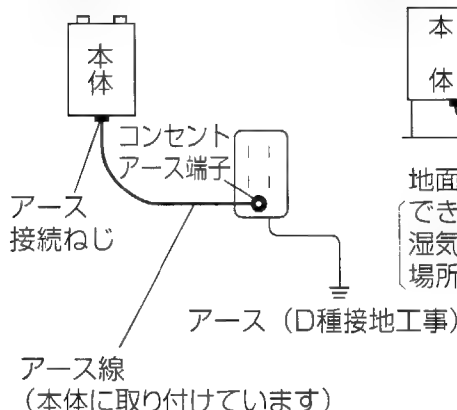 本
体
コンセント
アース端子
アース
接続ねじ
アース（D種接地工事）
アース線
（本体に取り付けています）
本
体
地面
でき
湿気
場所